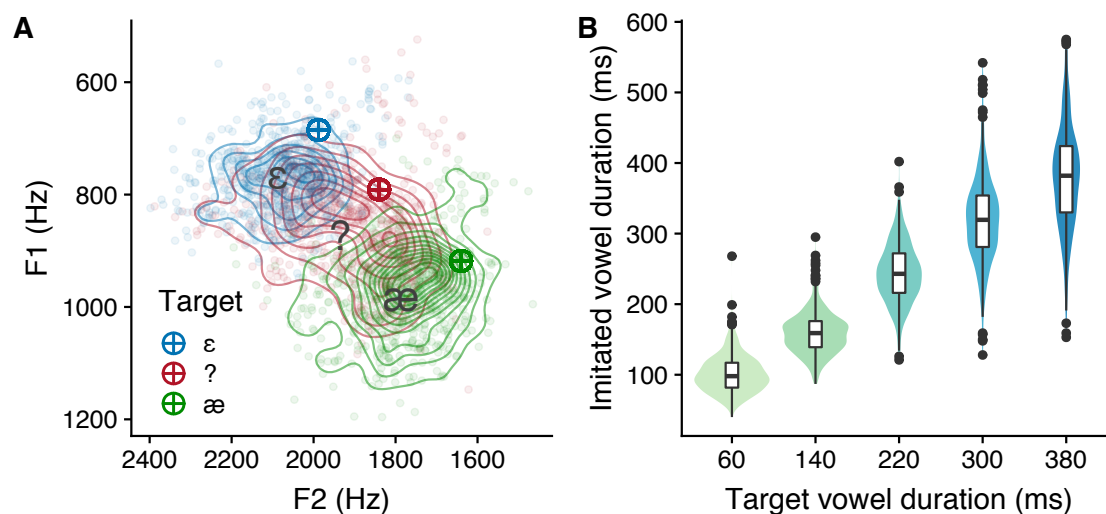 A
F1 (Hz)
600
800
1000
1200
ε
?
æ
Target
ε
?
æ
2400 2200 2000 1800 1600
F2 (Hz)
B
Imitated vowel duration (ms)
600
500
400
300
200
100
60 140 220 300 380
Target vowel duration (ms)